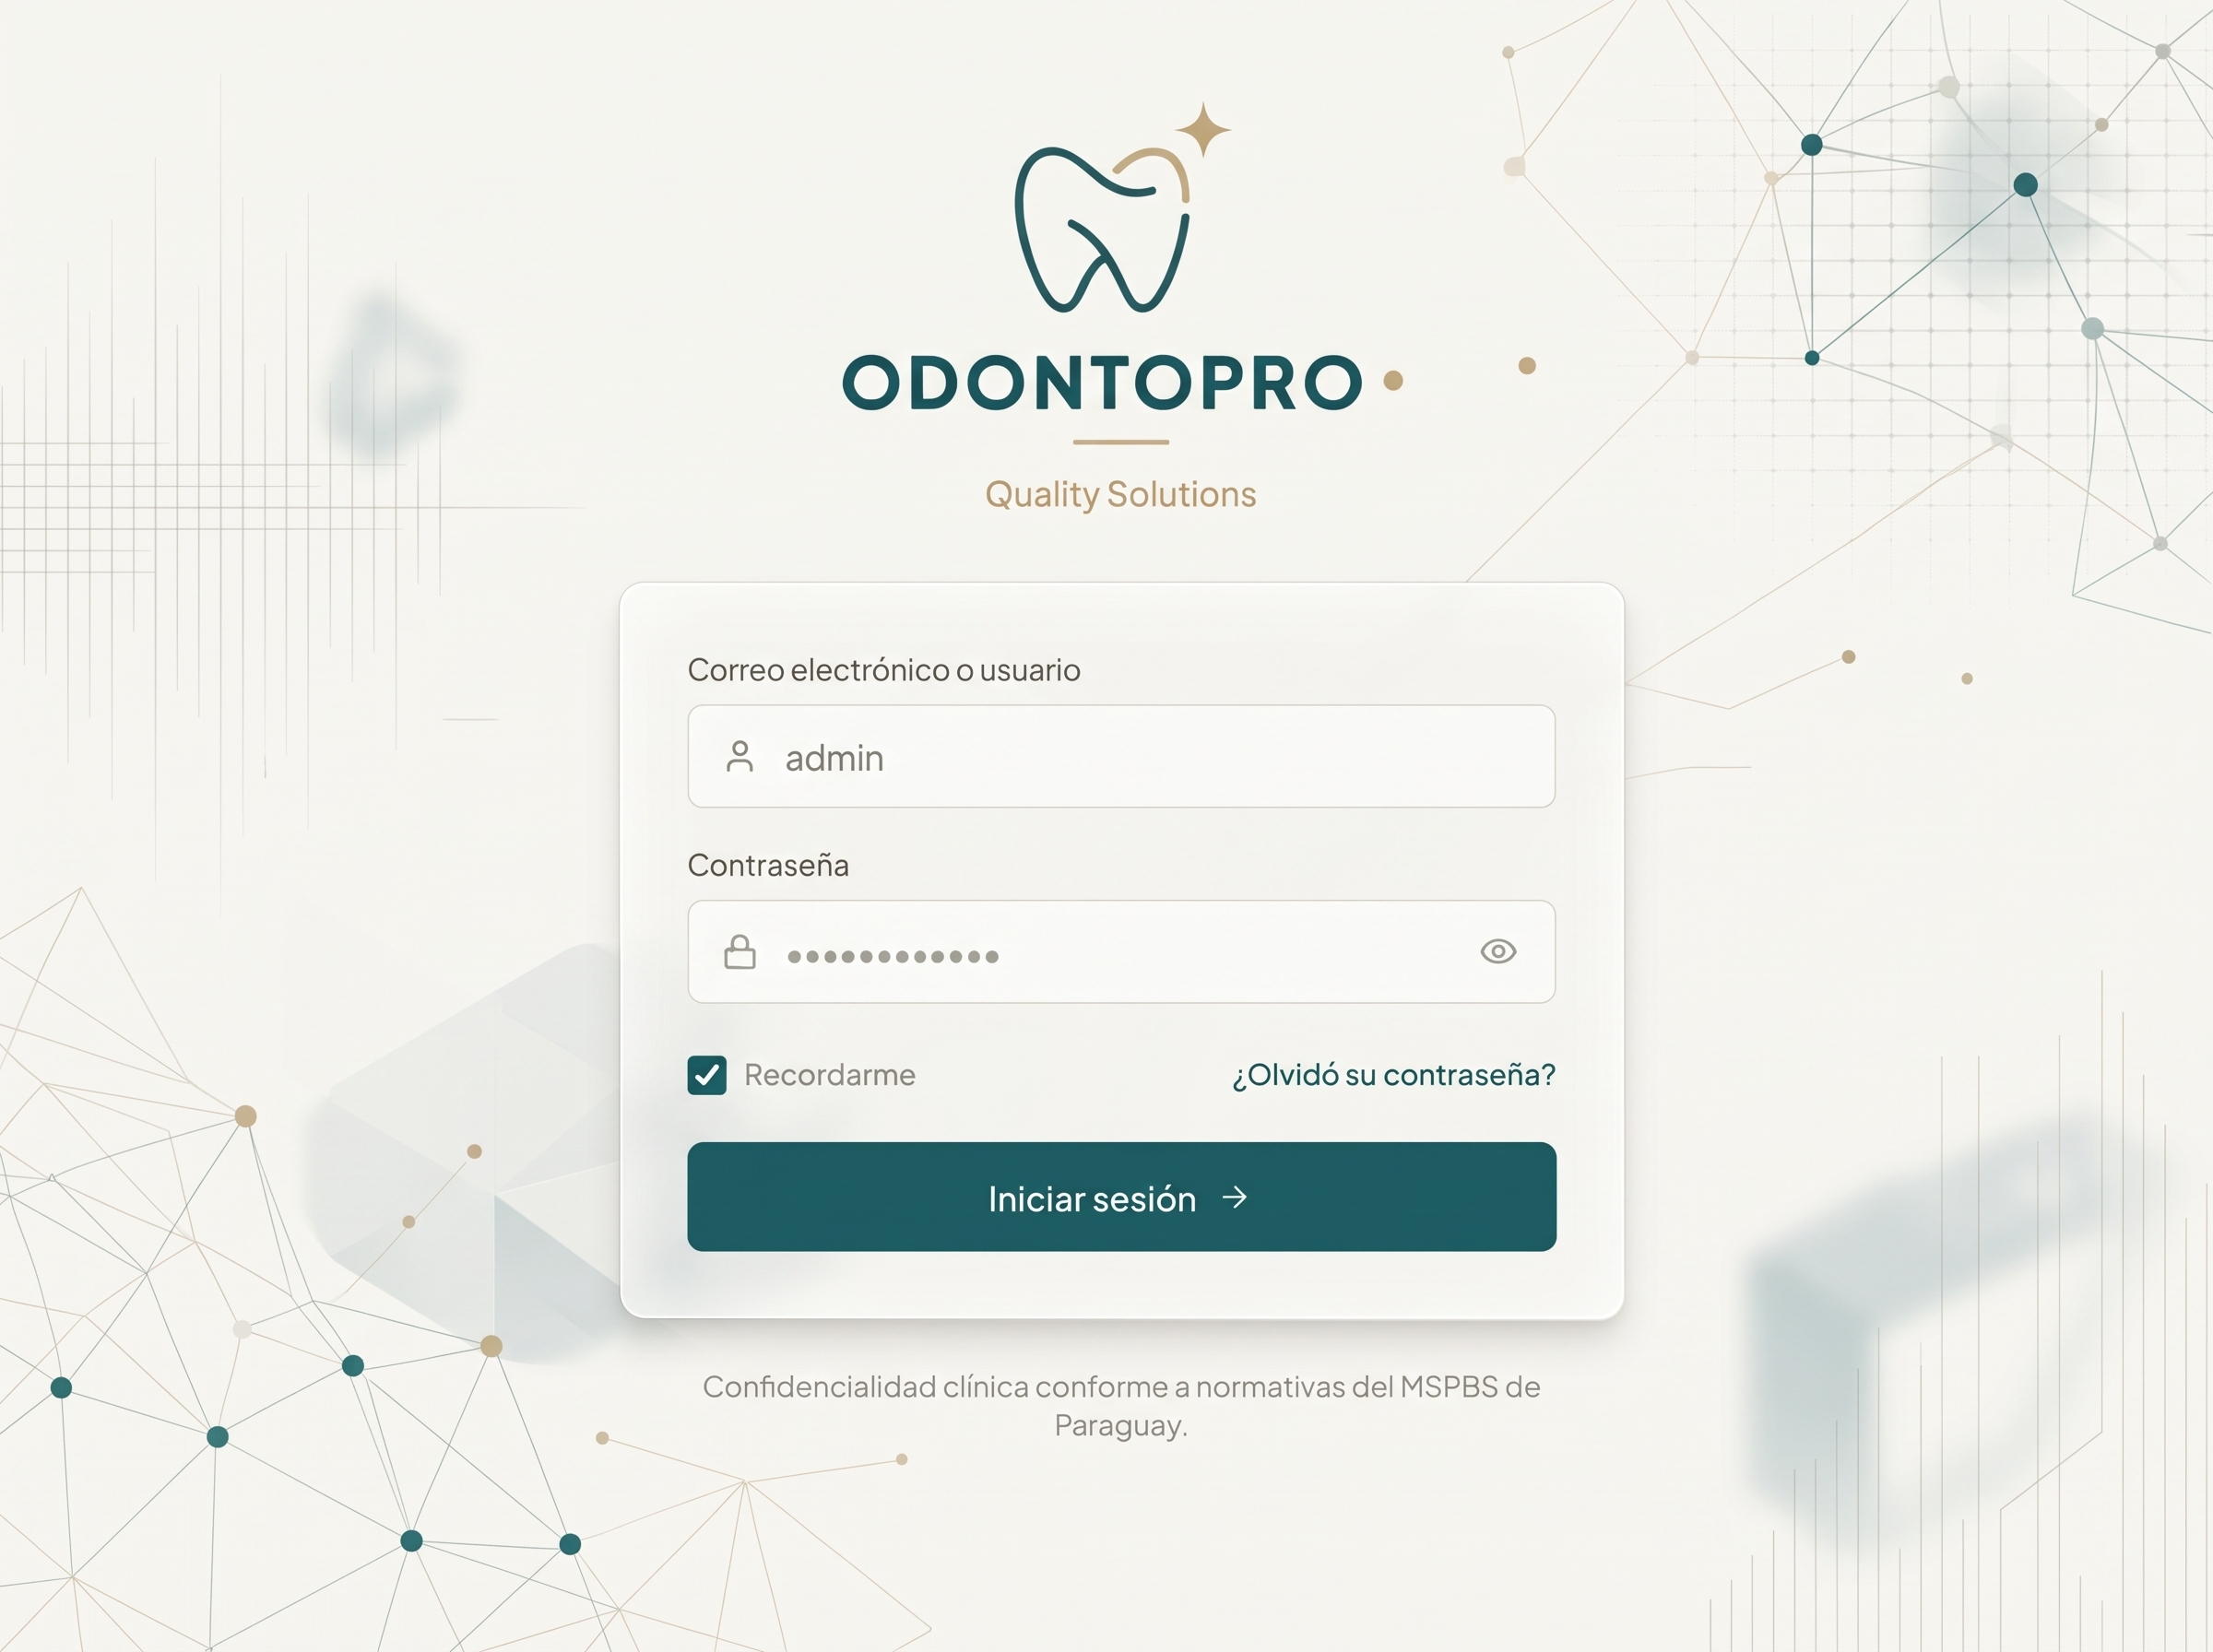 ODONTOPRO
Quality Solutions
Correo electrónico o usuario
admin
Contraseña
Recordarme
¿Olvidó su contraseña?
Iniciar sesión →
Confidencialidad clínica conforme a normativas del MSPBS de
Paraguay.